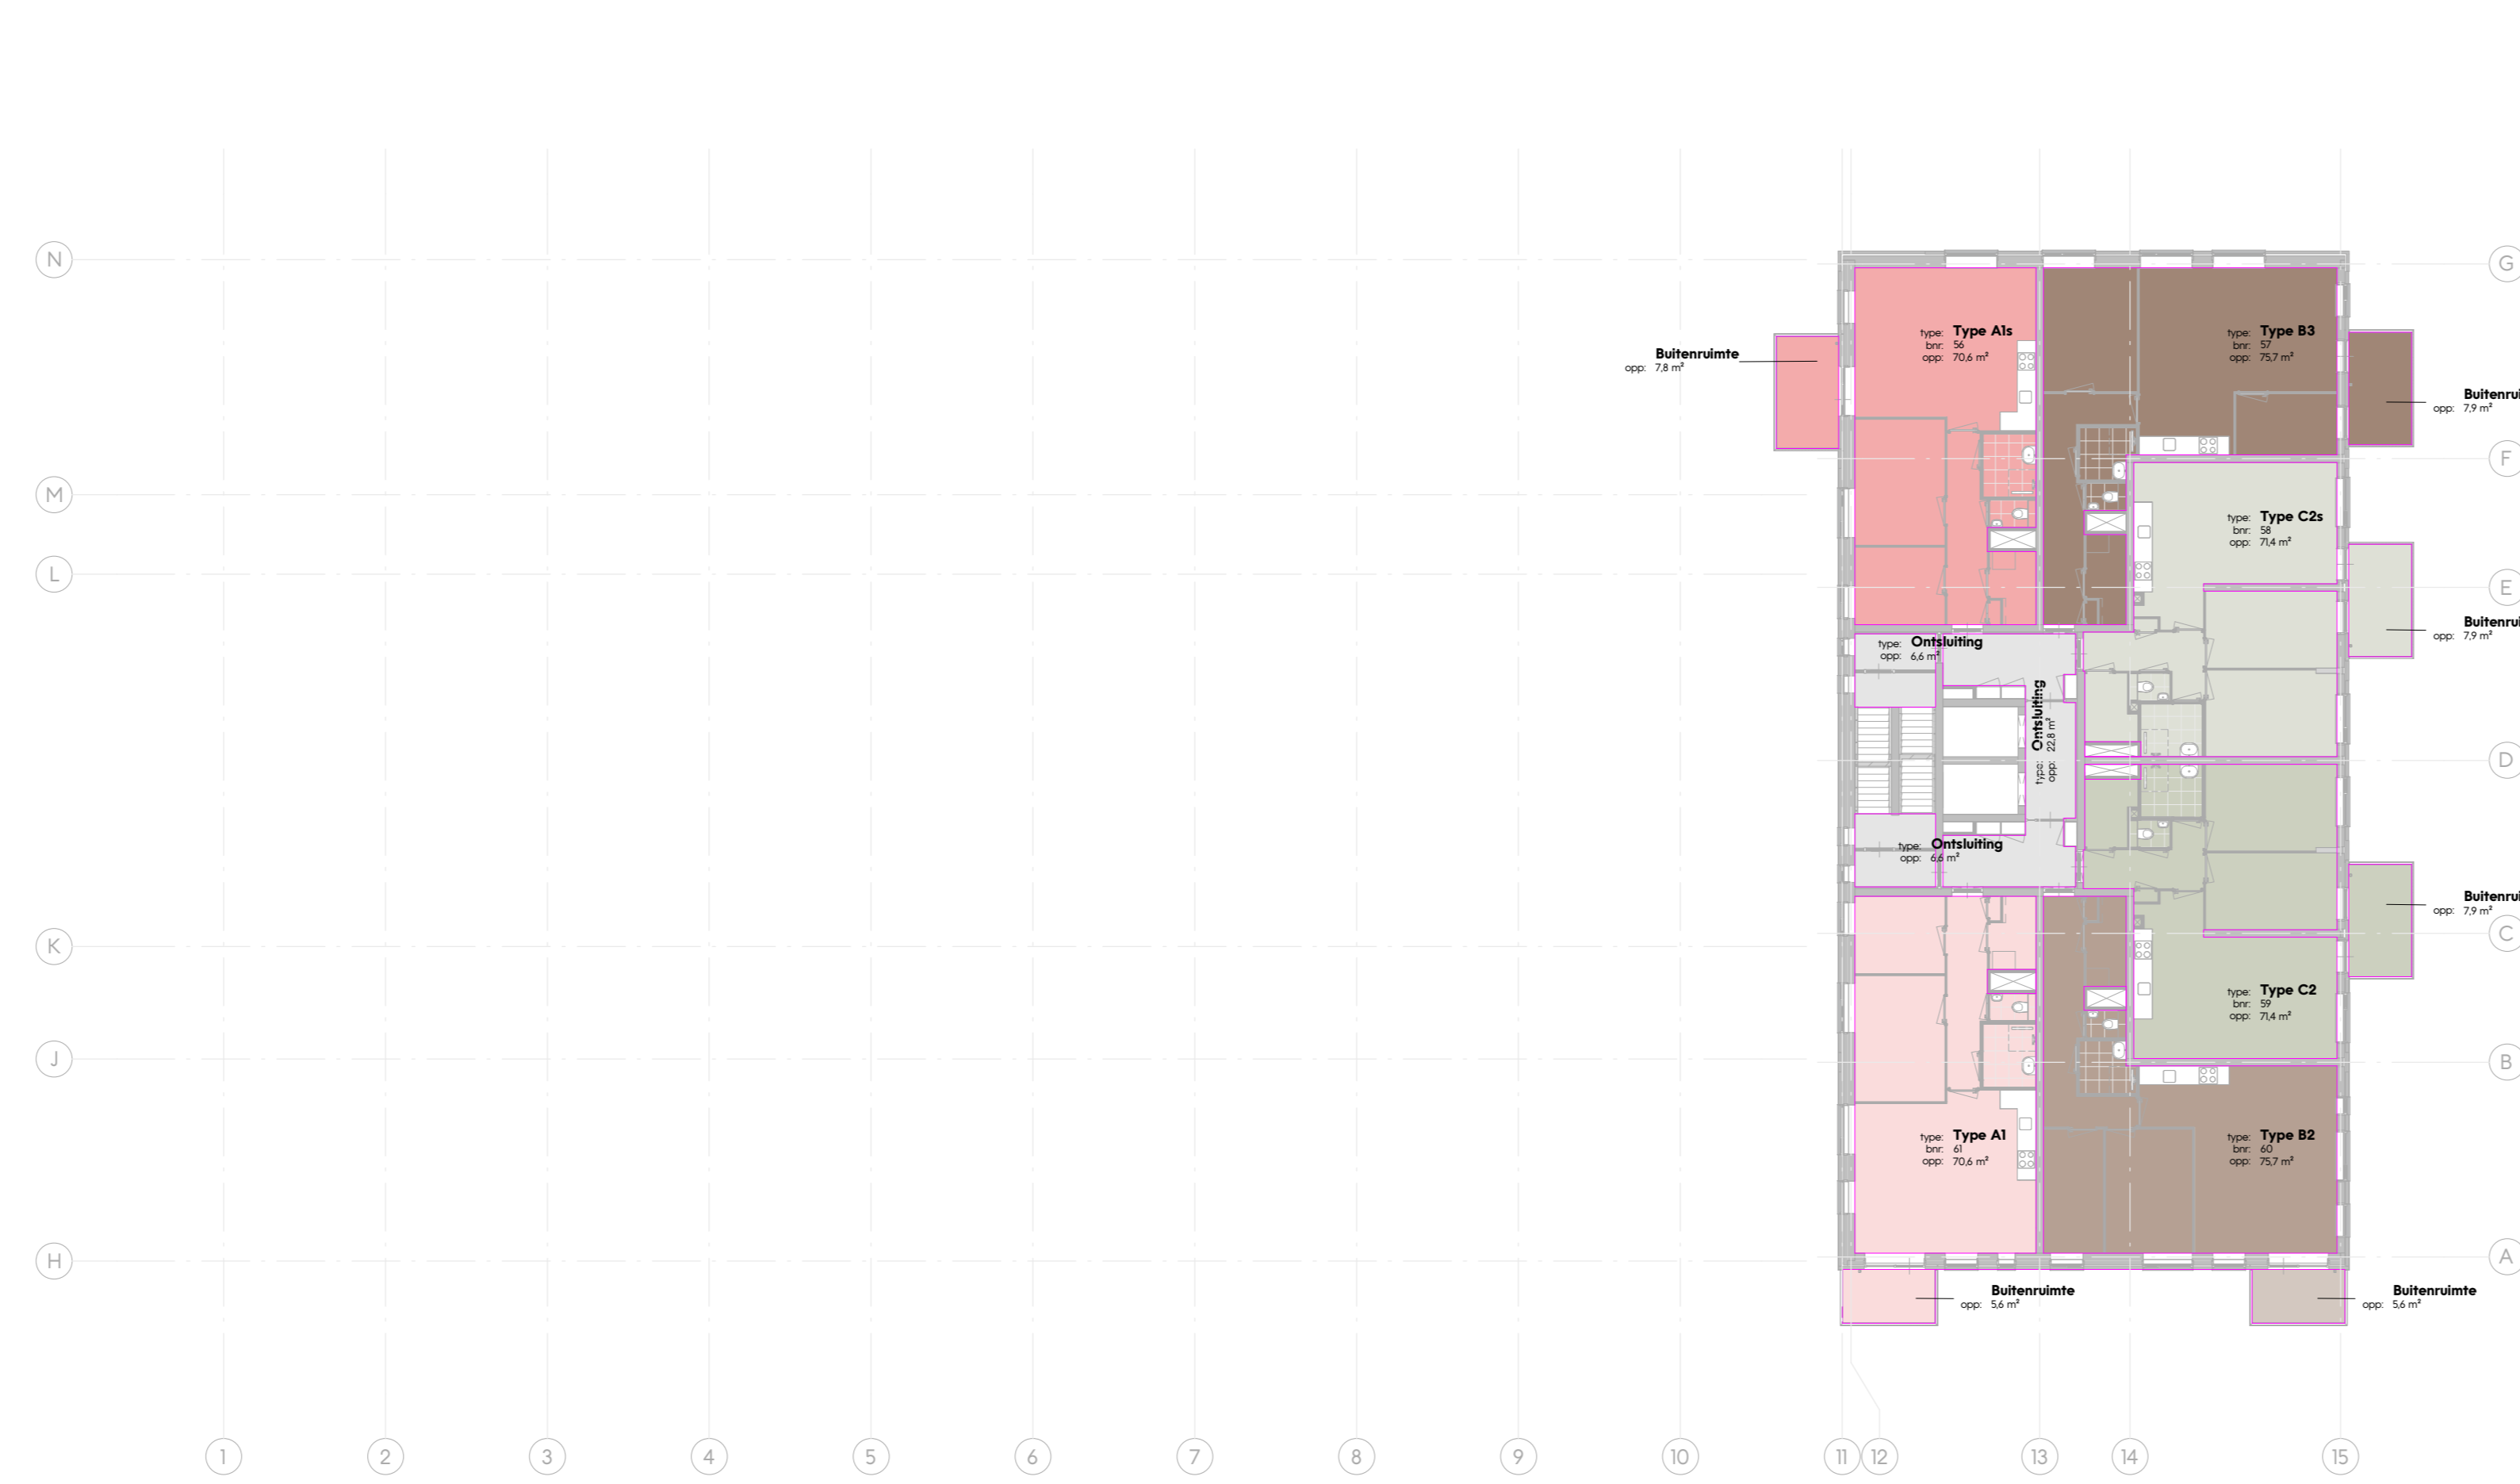 N
G
type: Type A1s
bnr: 56
opp: 70,6 m²
type: Type B3
bnr: 57
opp: 75,7 m²
Buitenruimte
opp: 7,8 m²
Buitenrui
opp: 7,9 m²
F
M
type: Type C2s
bnr: 58
opp: 71,4 m²
L
E
Buitenrui
opp: 7,9 m²
type: Ontsluiting
opp: 6,6 m²
type: Ontsluiting
opp: 22,8 m²
D
type: Ontsluiting
opp: 6,6 m²
Buitenrui
opp: 7,9 m²
K
C
type: Type C2
bnr: 59
opp: 71,4 m²
J
B
type: Type A1
bnr: 61
opp: 70,6 m²
type: Type B2
bnr: 60
opp: 75,7 m²
H
A
Buitenruimte
opp: 5,6 m²
Buitenruimte
opp: 5,6 m²
1 2 3 4 5 6 7 8 9 10 11 12 13 14 15